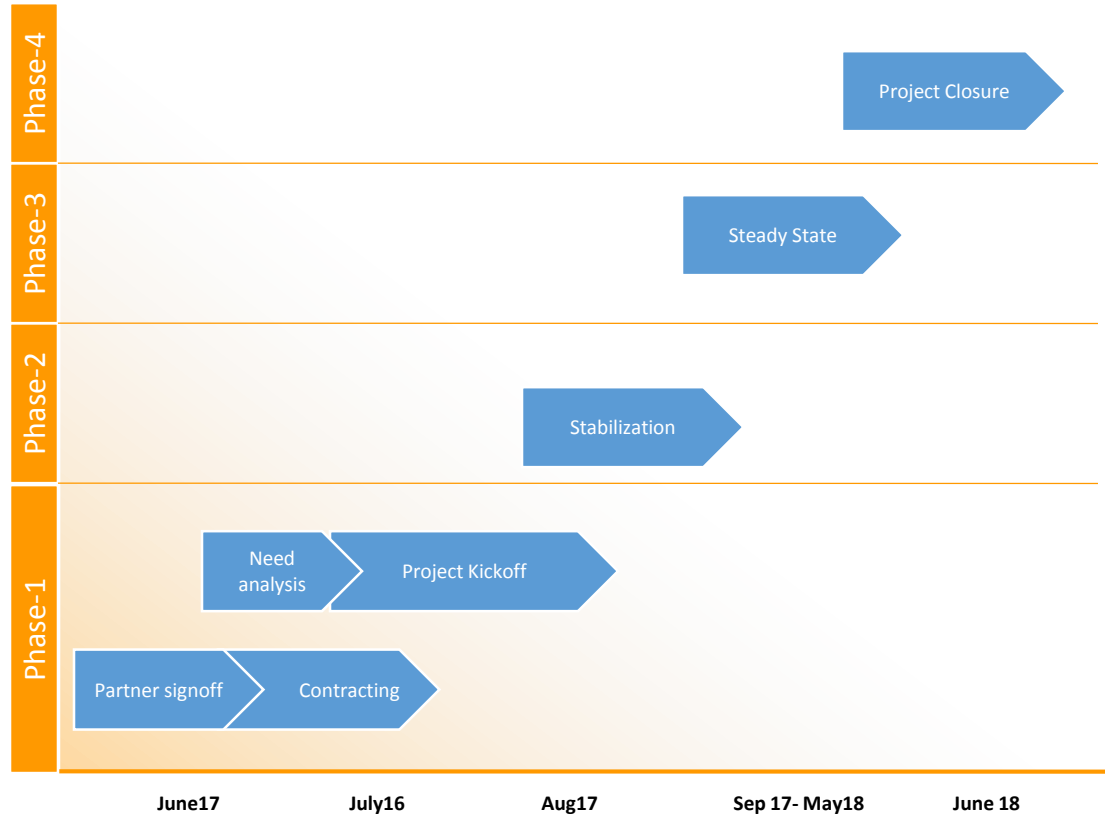 Phase-4
Project Closure
Phase-3
Steady State
Phase-2
Stabilization
Phase-1
Need
analysis
Project Kickoff
Partner signoff
Contracting
June17
July16
Aug17
Sep 17- May18
June 18